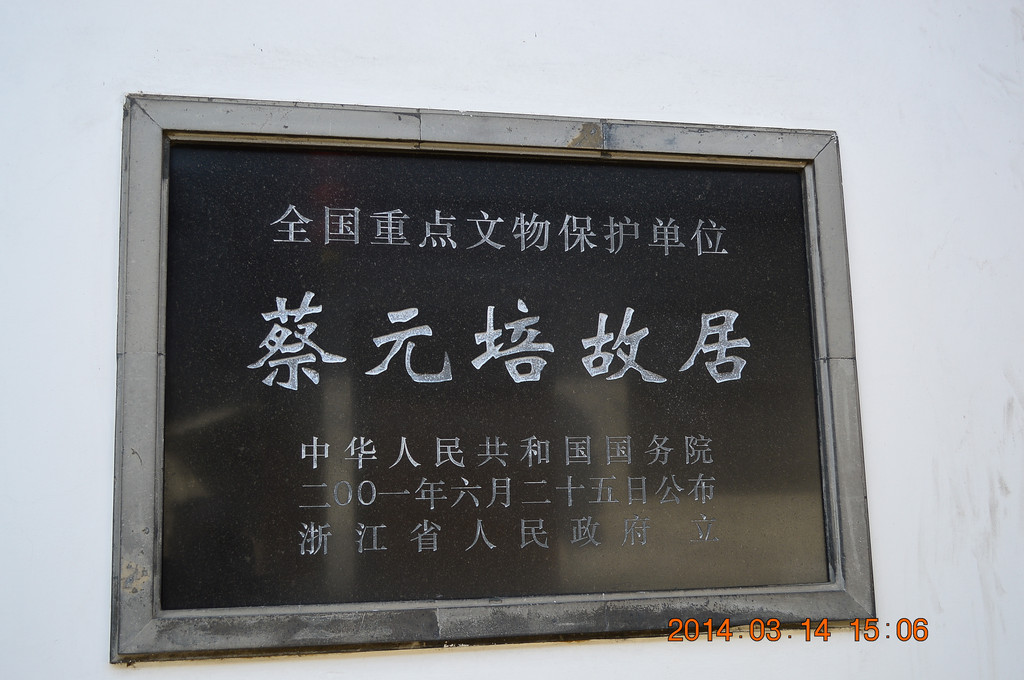 全国重点文物保护单位
蔡元培故居
中华人民共和国国务院
二〇〇一年六月二十五日公布
浙江省人民政府 立
2014.03.14 15:06